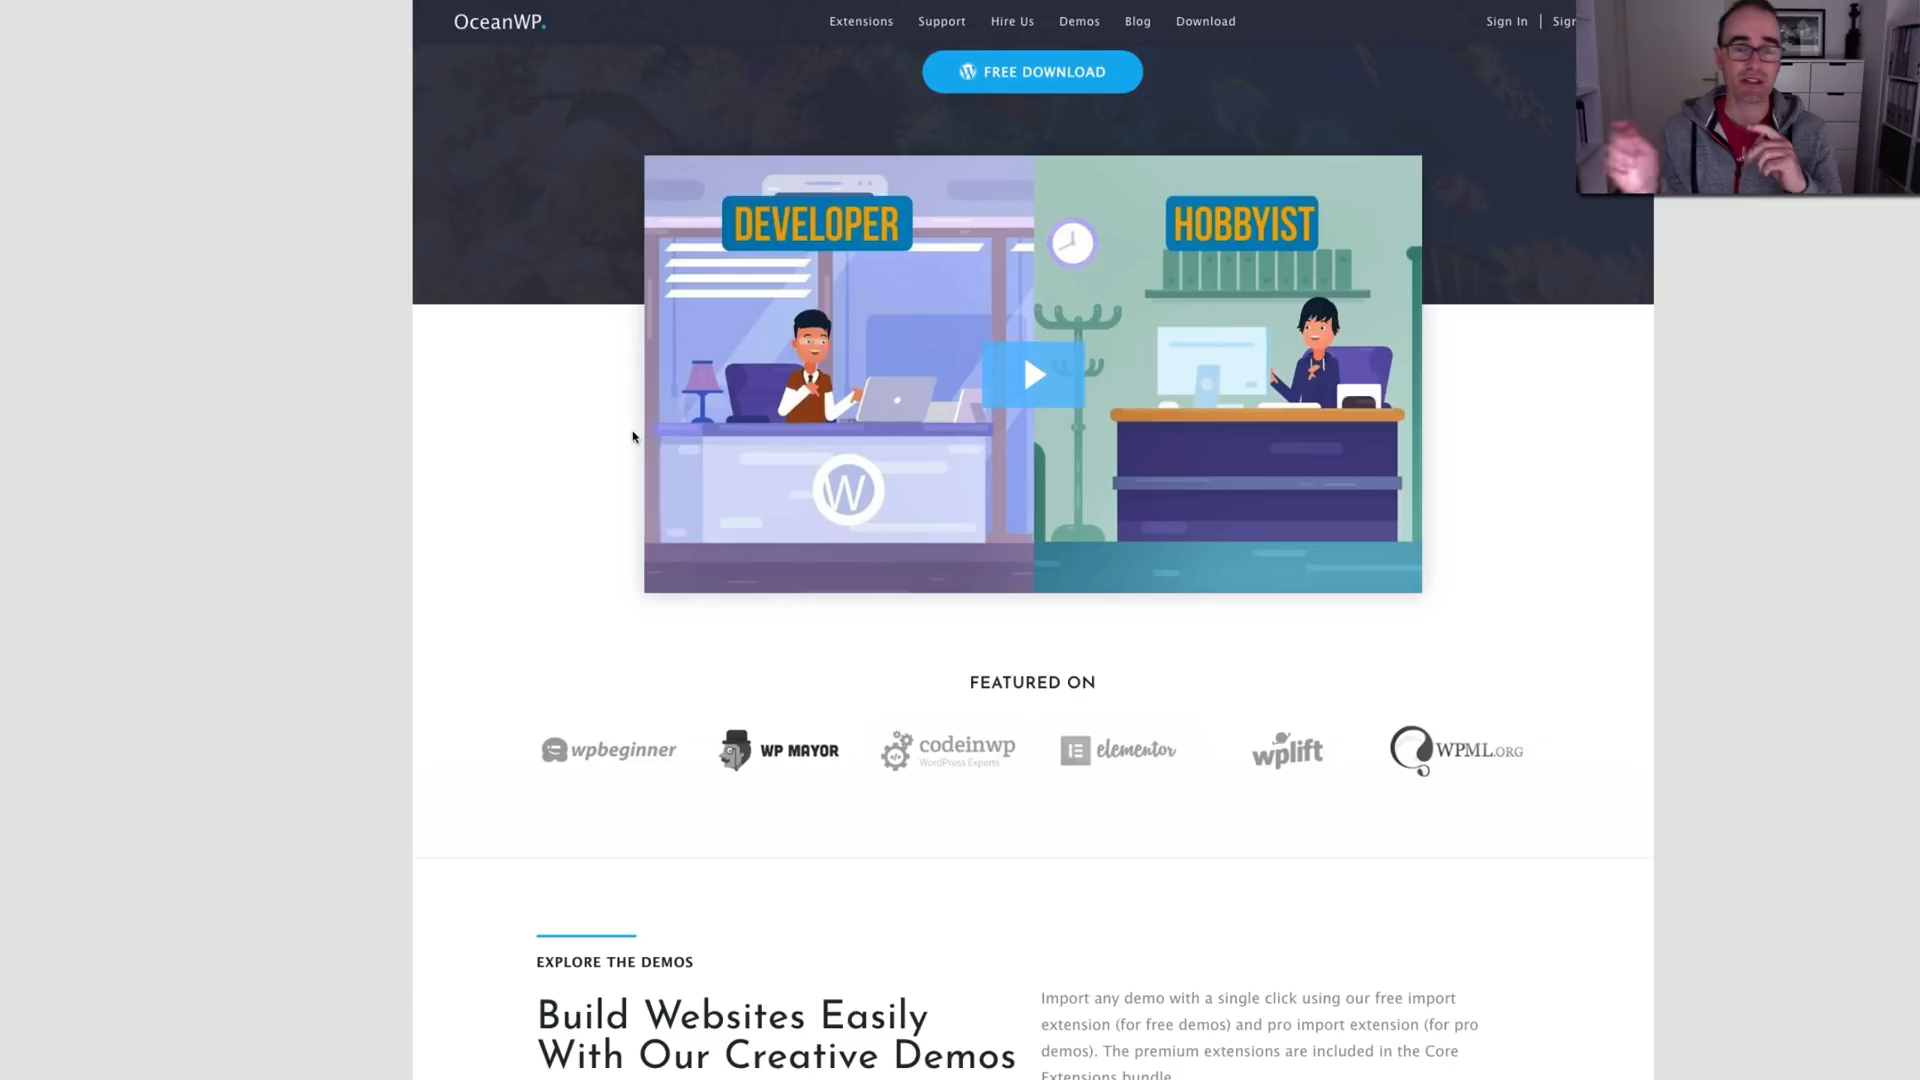 OceanWP.
Extensions Support Hire Us Demos Blog Download
Sign In | Sign
FREE DOWNLOAD
DEVELOPER
HOBBYIST
W
FEATURED ON
wpbeginner
WP MAYOR
codeinwp
WordPress Experts
elementor
wplift
WPML.ORG
EXPLORE THE DEMOS
Build Websites Easily
With Our Creative Demos
Import any demo with a single click using our free import
extension (for free demos) and pro import extension (for pro
demos). The premium extensions are included in the Core
Extensions bundle.